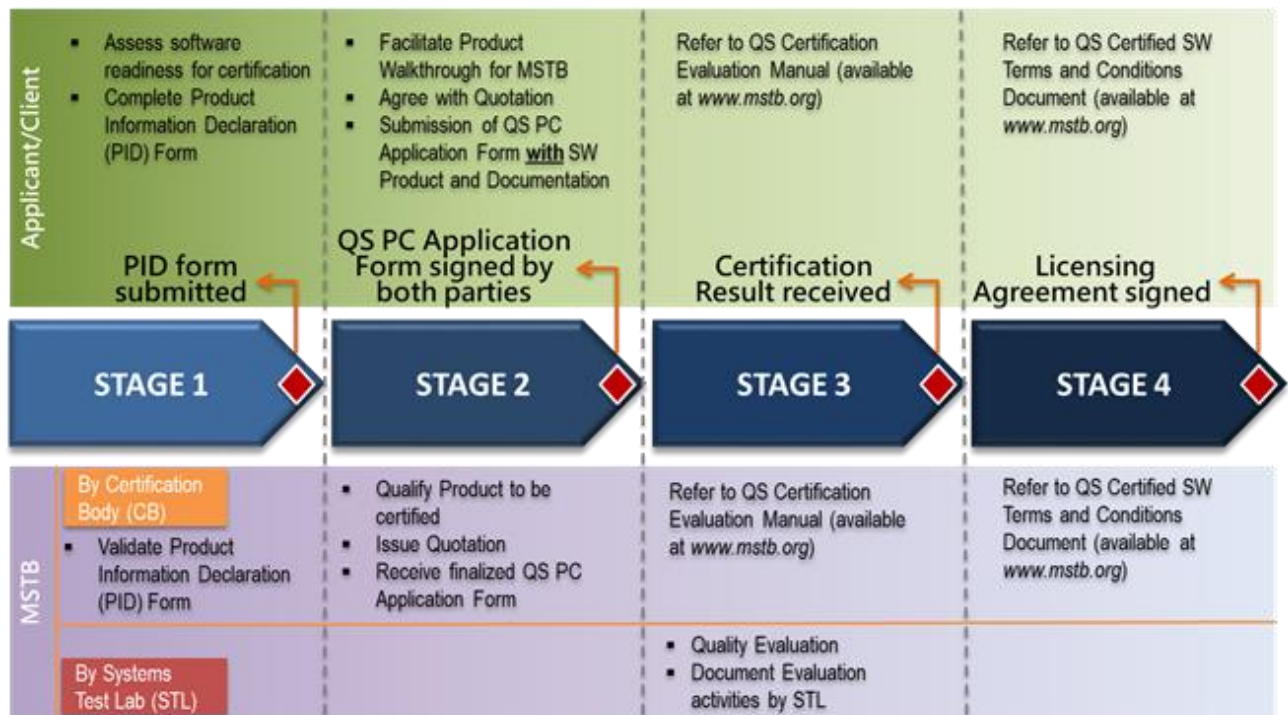 Applicant/Client
▪ Assess software
readiness for certification
▪ Complete Product
Information Declaration
(PID) Form
▪ Facilitate Product
Walkthrough for MSTB
▪ Agree with Quotation
▪ Submission of QS PC
Application Form with SW
Product and Documentation
Refer to QS Certification
Evaluation Manual (available
at www.mstb.org)
Refer to QS Certified SW
Terms and Conditions
Document (available at
www.mstb.org)
PID form
submitted
QS PC Application
Form signed by
both parties
Certification
Result received
Licensing
Agreement signed
STAGE 1
STAGE 2
STAGE 3
STAGE 4
MSTB
By Certification
Body (CB)
▪ Validate Product
Information Declaration
(PID) Form
▪ Qualify Product to be
certified
▪ Issue Quotation
▪ Receive finalized QS PC
Application Form
Refer to QS Certification
Evaluation Manual (available
at www.mstb.org)
Refer to QS Certified SW
Terms and Conditions
Document (available at
www.mstb.org)
By Systems
Test Lab (STL)
▪ Quality Evaluation
▪ Document Evaluation
activities by STL